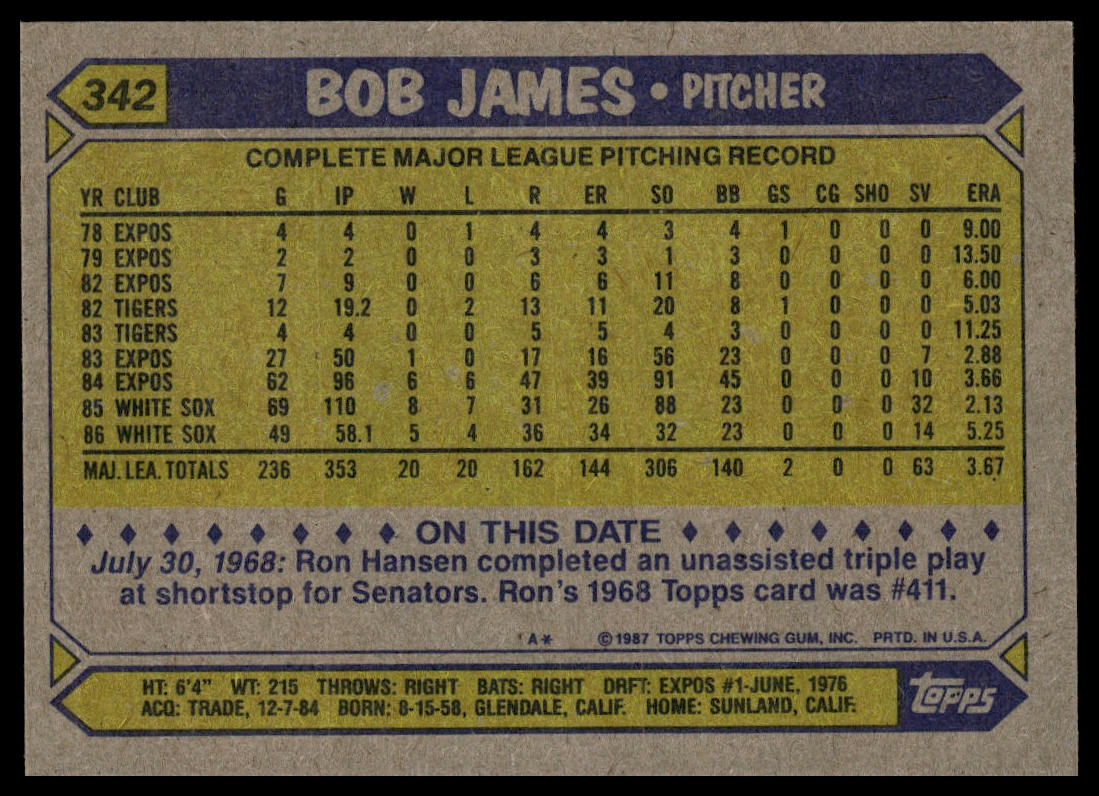 342 BOB JAMES • PITCHER
COMPLETE MAJOR LEAGUE PITCHING RECORD
YR CLUB G IP W L R ER SO BB GS CG SHO SV ERA
78 EXPOS 4 4 0 1 4 4 3 4 1 0 0 0 9.00
79 EXPOS 2 2 0 0 3 3 1 3 0 0 0 0 13.50
82 EXPOS 7 9 0 0 6 6 11 8 0 0 0 0 6.00
82 TIGERS 12 19.2 0 2 13 11 20 8 1 0 0 0 5.03
83 TIGERS 4 4 0 0 5 5 4 3 0 0 0 0 11.25
83 EXPOS 27 50 1 0 17 16 56 23 0 0 0 7 2.88
84 EXPOS 62 96 6 6 47 39 91 45 0 0 0 10 3.66
85 WHITE SOX 69 110 8 7 31 26 88 23 0 0 0 32 2.13
86 WHITE SOX 49 58.1 5 4 36 34 32 23 0 0 0 14 5.25
MAJ. LEA. TOTALS 236 353 20 20 162 144 306 140 2 0 0 63 3.67
♦ ♦ ♦ ♦ ♦ ♦ ♦ ♦ ON THIS DATE ♦ ♦ ♦ ♦ ♦ ♦ ♦ ♦
July 30, 1968: Ron Hansen completed an unassisted triple play
at shortstop for Senators. Ron's 1968 Topps card was #411.
A* © 1987 TOPPS CHEWING GUM, INC. PRTD. IN U.S.A.
HT: 6'4" WT: 215 THROWS: RIGHT BATS: RIGHT DRFT: EXPOS #1-JUNE, 1976
ACQ: TRADE, 12-7-84 BORN: 8-15-58, GLENDALE, CALIF. HOME: SUNLAND, CALIF.
topps